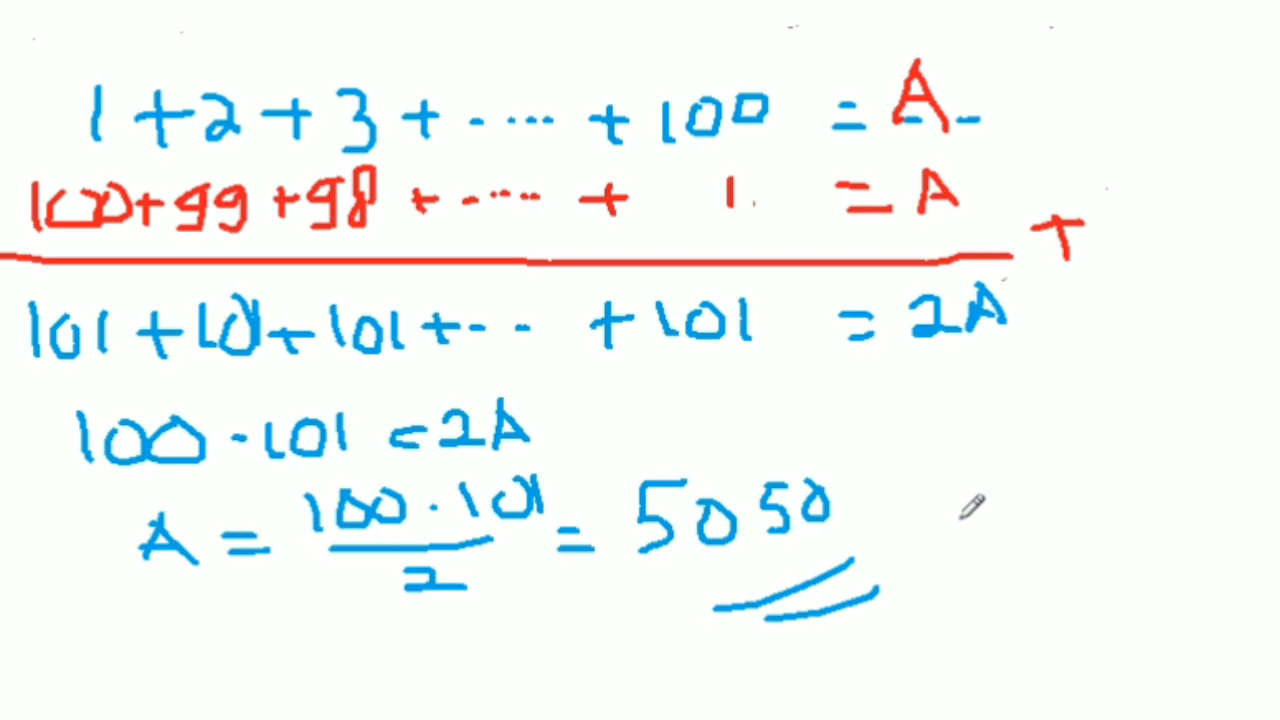 1 + 2 + 3 + ..... + 100 = A
100 + 99 + 98 + ..... + 1 = A
+
101 + 101 + 101 + ... + 101 = 2A
100 · 101 = 2A
A = 100 · 101 / 2 = 5050